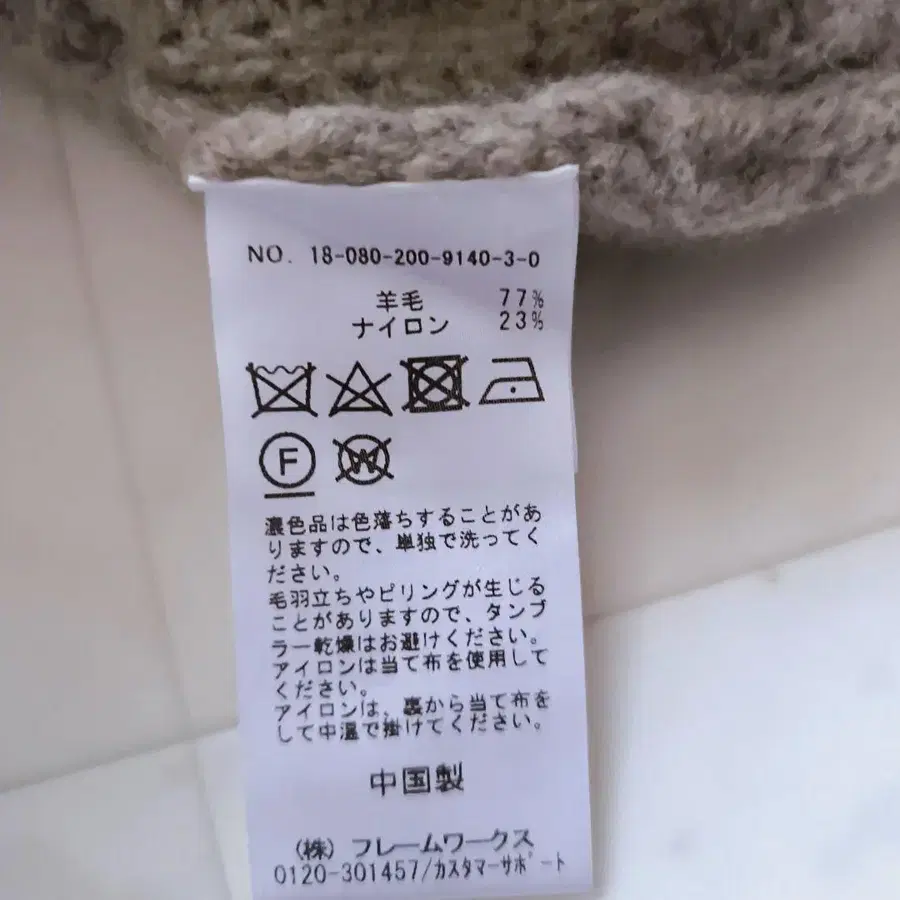 NO. 18-080-200-9140-3-0
羊毛 77%
ナイロン 23%
F W
濃色品は色落ちすることがあ
りますので、単独で洗ってく
ださい。
毛羽立ちやピリングが生じる
ことがありますので、タンブ
ラー乾燥はお避けください。
アイロンは当て布を使用して
ください。
アイロンは、裏から当て布を
して中温で掛けてください。
中国製
(株) フレームワークス
0120-301457/カスタマーサポート